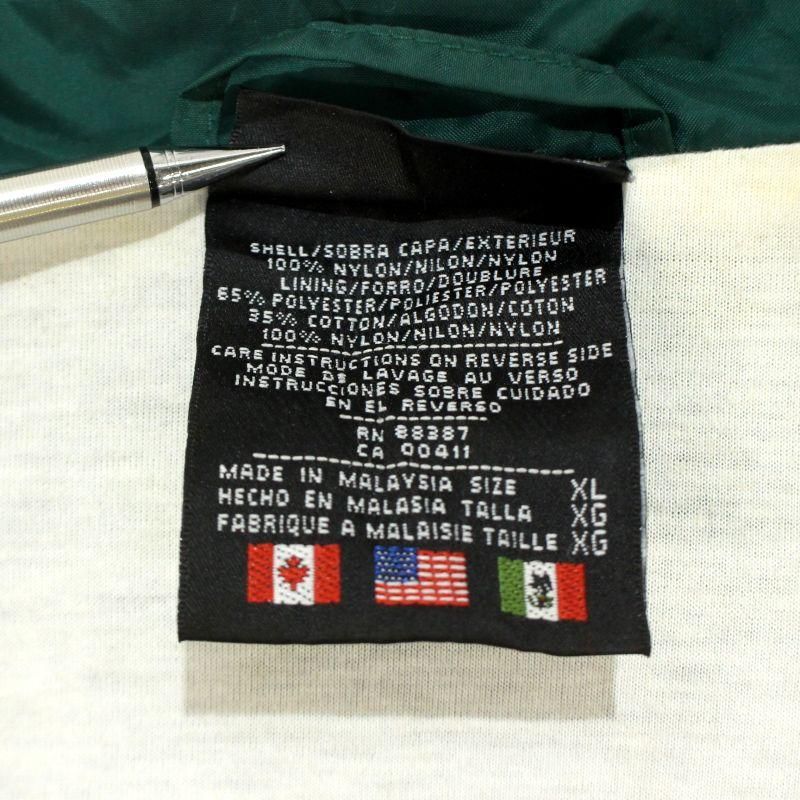 SHELL/SOBRA CAPA/EXTERIEUR
100% NYLON/NILON/NYLON
LINING/FORRO/DOUBLURE
65% POLYESTER/POLIESTER/POLYESTER
35% COTTON/ALGODON/COTON
100% NYLON/NILON/NYLON
CARE INSTRUCTIONS ON REVERSE SIDE
MODE DE LAVAGE AU VERSO
INSTRUCCIONES SOBRE CUIDADO
EN EL REVERSO
RN 88387
CA 00411
MADE IN MALAYSIA SIZE XL
HECHO EN MALASIA TALLA XG
FABRIQUE A MALAISIE TAILLE XG